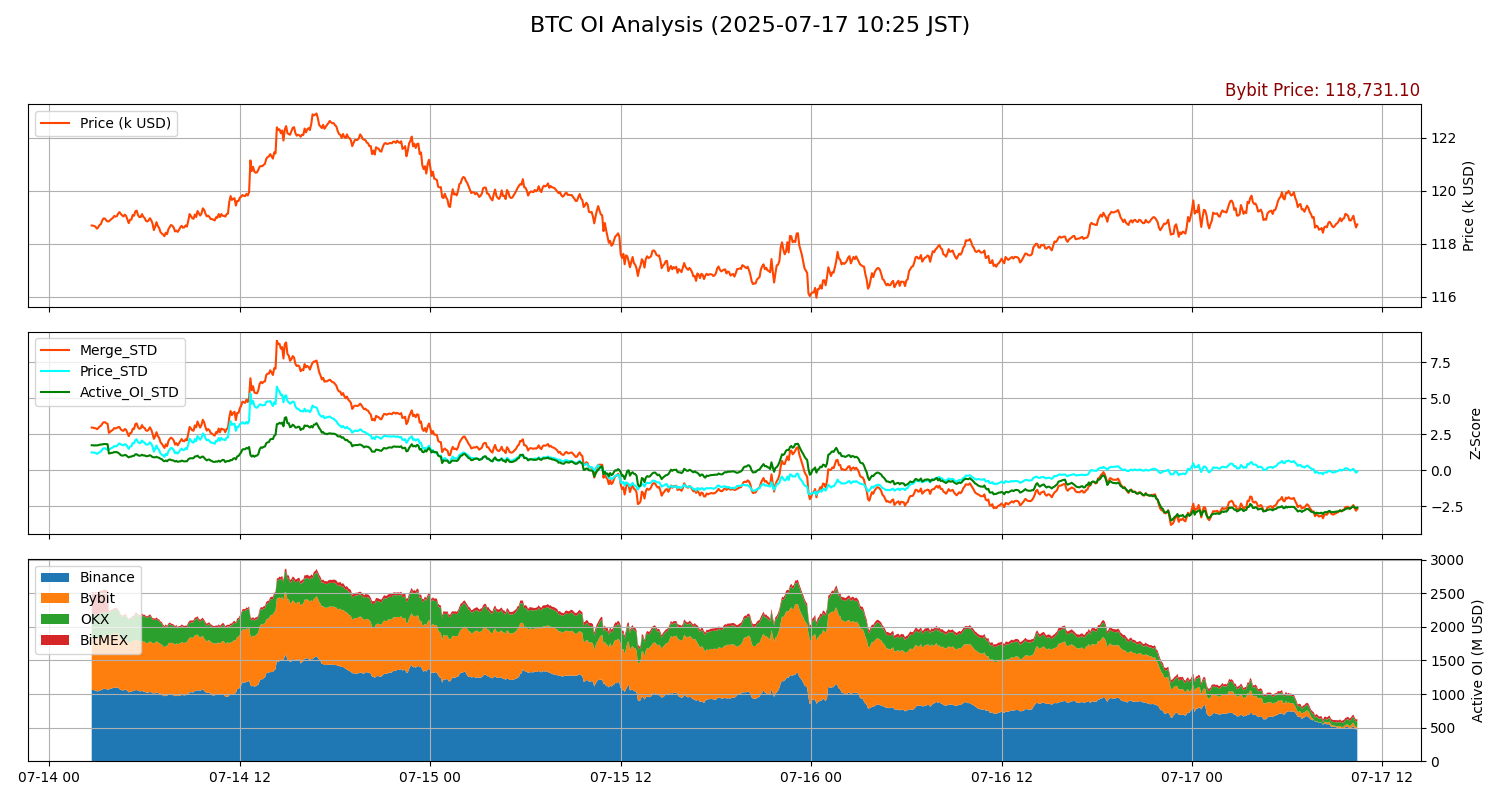 BTC OI Analysis (2025-07-17 10:25 JST)
Bybit Price: 118,731.10
Price (k USD)
122
120
118
116
Price (k USD)
Merge_STD
Price_STD
Active_OI_STD
7.5
5.0
2.5
0.0
−2.5
Z-Score
Binance
Bybit
OKX
BitMEX
3000
2500
2000
1500
1000
500
0
Active OI (M USD)
07-14 00
07-14 12
07-15 00
07-15 12
07-16 00
07-16 12
07-17 00
07-17 12